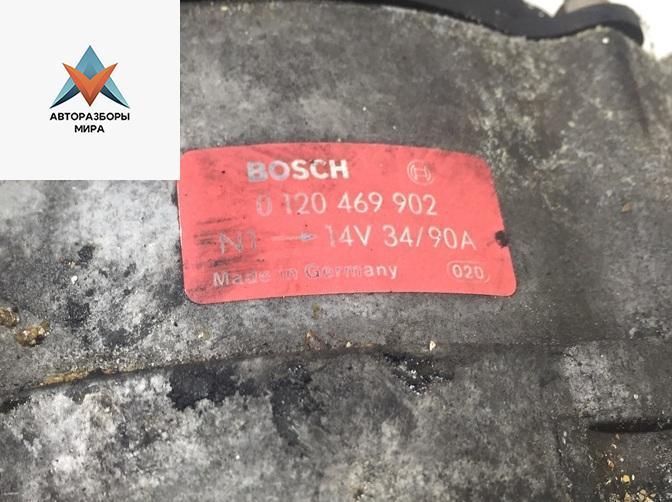 АВТОРАЗБОРЫ
МИРА
BOSCH
0 120 469 902
N1 → 14V 34/90A
Made in Germany 020